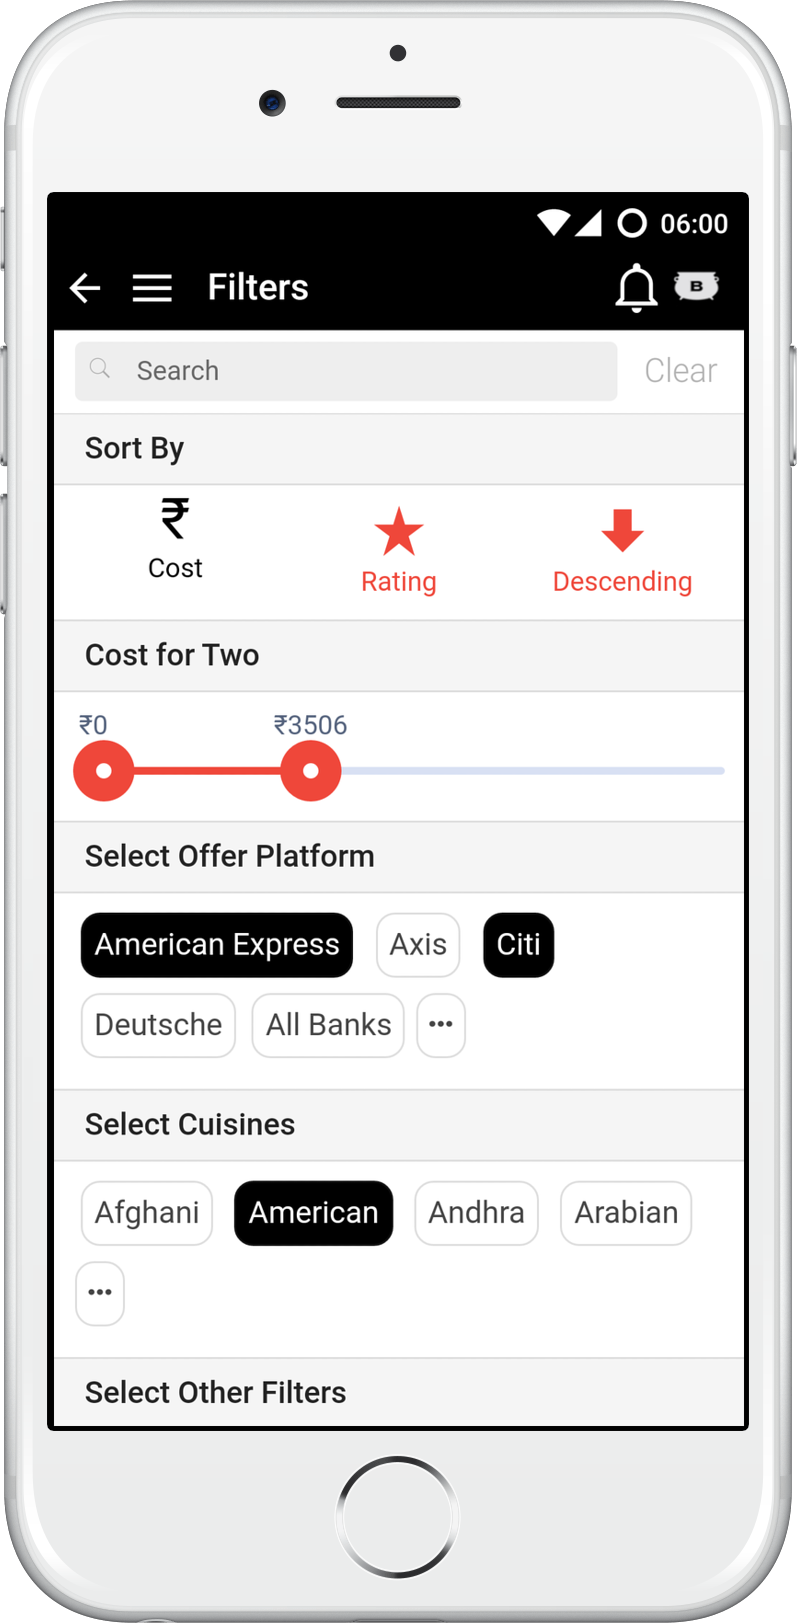 06:00
Filters
B
Search Clear
Sort By
₹
Cost Rating Descending
Cost for Two
₹0 ₹3506
Select Offer Platform
American Express Axis Citi
Deutsche All Banks •••
Select Cuisines
Afghani American Andhra Arabian
•••
Select Other Filters